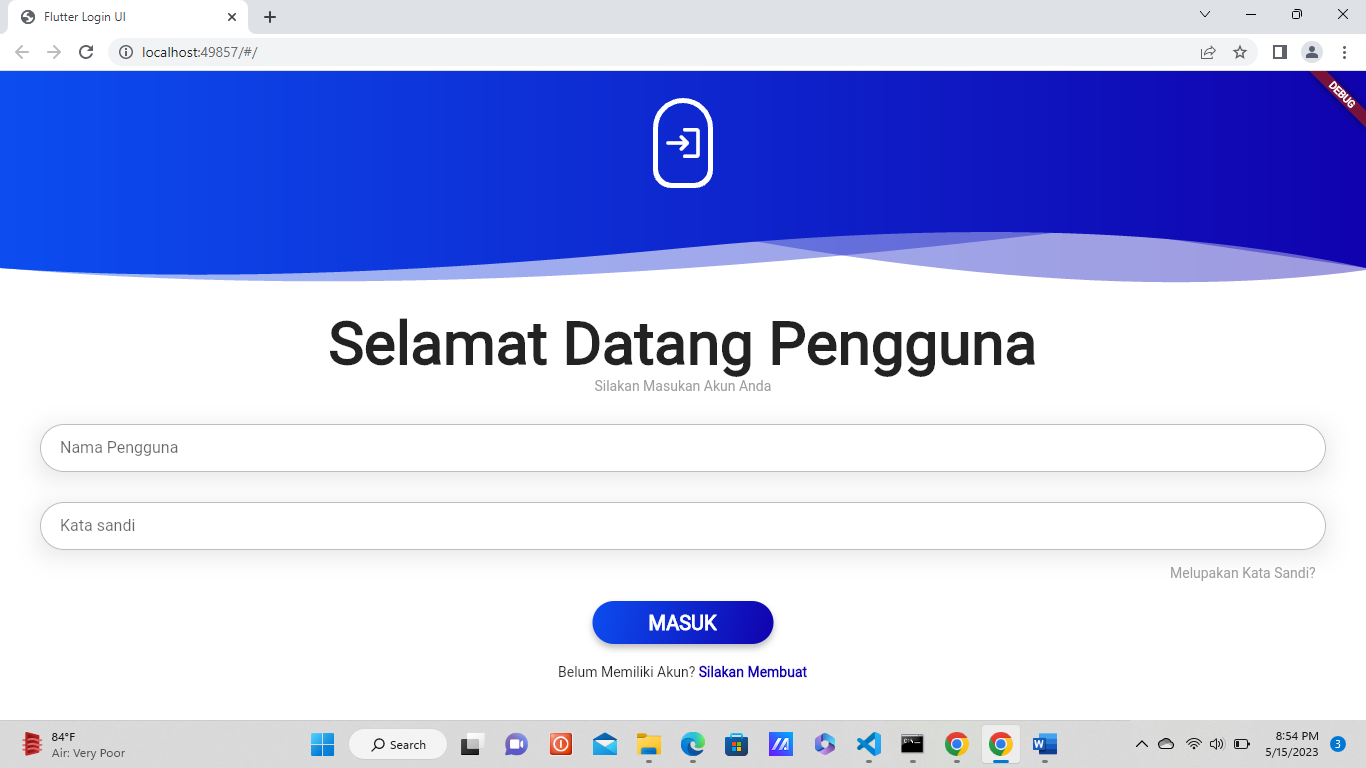 Flutter Login UI
localhost:49857/#/
DEBUG
Selamat Datang Pengguna
Silakan Masukan Akun Anda
Nama Pengguna
Kata sandi
Melupakan Kata Sandi?
MASUK
Belum Memiliki Akun? Silakan Membuat
84°F
Air: Very Poor
Search
8:54 PM
5/15/2023
3